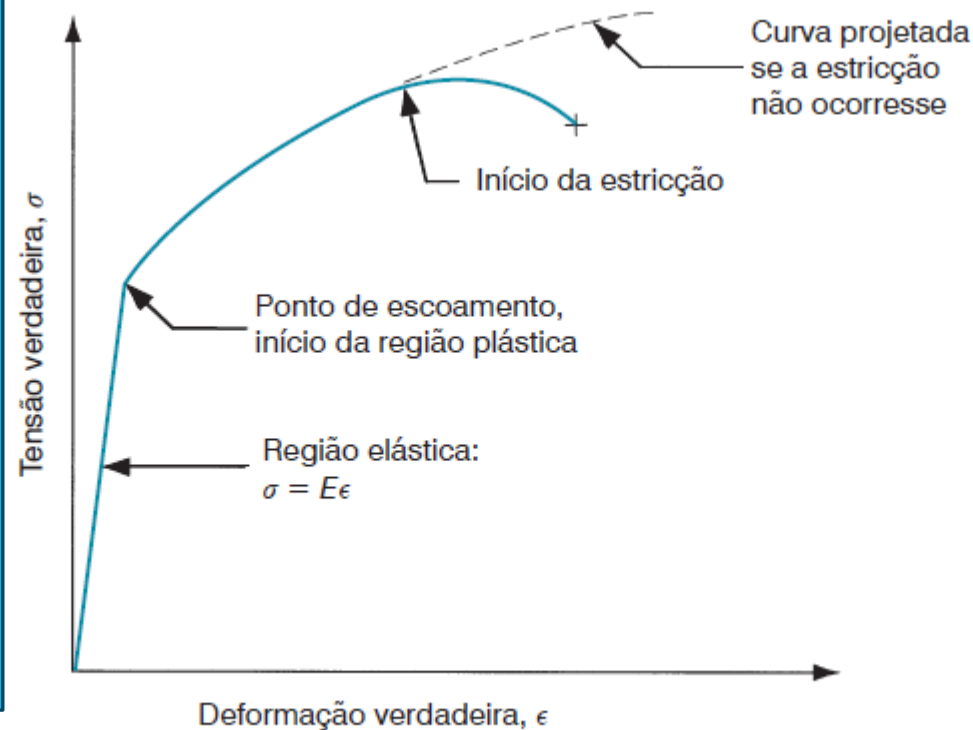 Curva projetada
se a estricção
não ocorresse
Início da estricção
Ponto de escoamento,
início da região plástica
Região elástica:
σ = Eϵ
Tensão verdadeira, σ
Deformação verdadeira, ϵ